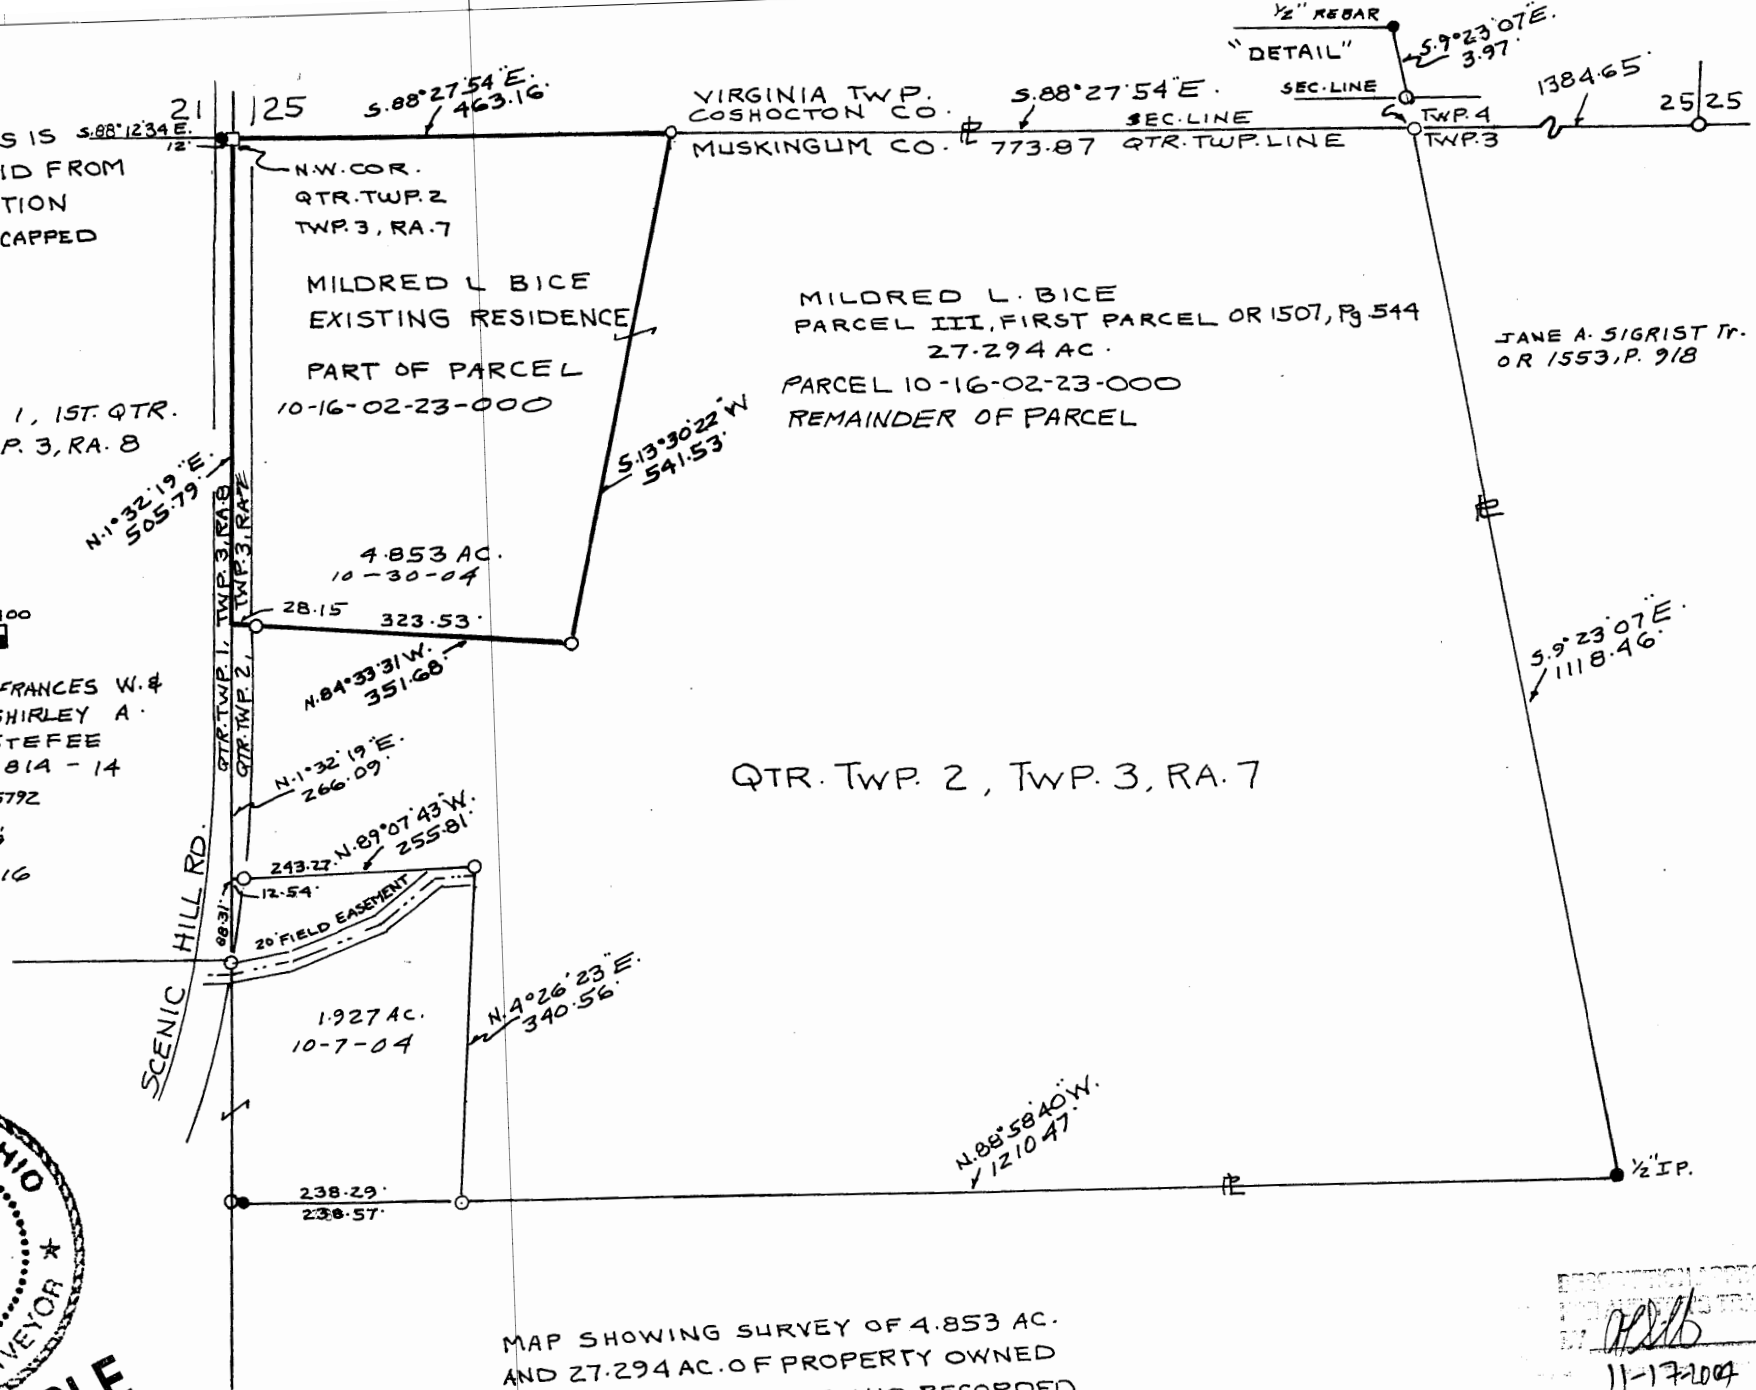 1/2" REBAR
"DETAIL"
S.9°23'07"E.
3.97'
SEC.LINE
1384.65'
21 25
S.88°27'54"E.
463.16'
VIRGINIA TWP.
COSHOCTON CO.
S.88°27'54"E.
SEC.LINE
TWP.4
25 25
S IS S.88°12'34E.
12'
MUSKINGUM CO. PL 773.87 QTR.TWP.LINE
TWP.3
ID FROM
TION
CAPPED
N.W.COR.
QTR.TWP.2
TWP.3, RA.7
MILDRED L BICE
EXISTING RESIDENCE
PART OF PARCEL
10-16-02-23-000
MILDRED L. BICE
PARCEL III, FIRST PARCEL OR 1507, Pg.544
27.294 AC.
PARCEL 10-16-02-23-000
REMAINDER OF PARCEL
JANE A. SIGRIST Tr.
OR 1553, P. 918
1, 1ST. QTR.
P. 3, RA. 8
N.1°32'19"E.
505.79'
S.13°30'22"W
541.53'
PL
4.853 AC.
10-30-04
QTR.TWP.1, TWP.3, RA.8
QTR.TWP.2, TWP.3, RA.7
28.15
323.53'
N.84°33'31"W.
351.68'
S.9°23'07"E.
1118.46'
100
FRANCES W. &
SHIRLEY A.
TEFEE
814-14
5792
16
N.1°32'19"E.
266.09'
QTR. TWP. 2, TWP. 3, RA. 7
N.89°07'43"W.
255.81'
243.27
12.54'
88.31'
20' FIELD EASEMENT
SCENIC HILL RD.
1.927 AC.
10-7-04
N.4°26'23"E.
340.56'
N.88°58'40"W.
1210.47'
PL
1/2" I P.
238.29'
238.57'
HIO
VEYOR
MAP SHOWING SURVEY OF 4.853 AC.
AND 27.294 AC. OF PROPERTY OWNED
RECORDED
DESCRIPTION
BY
11-17-2004